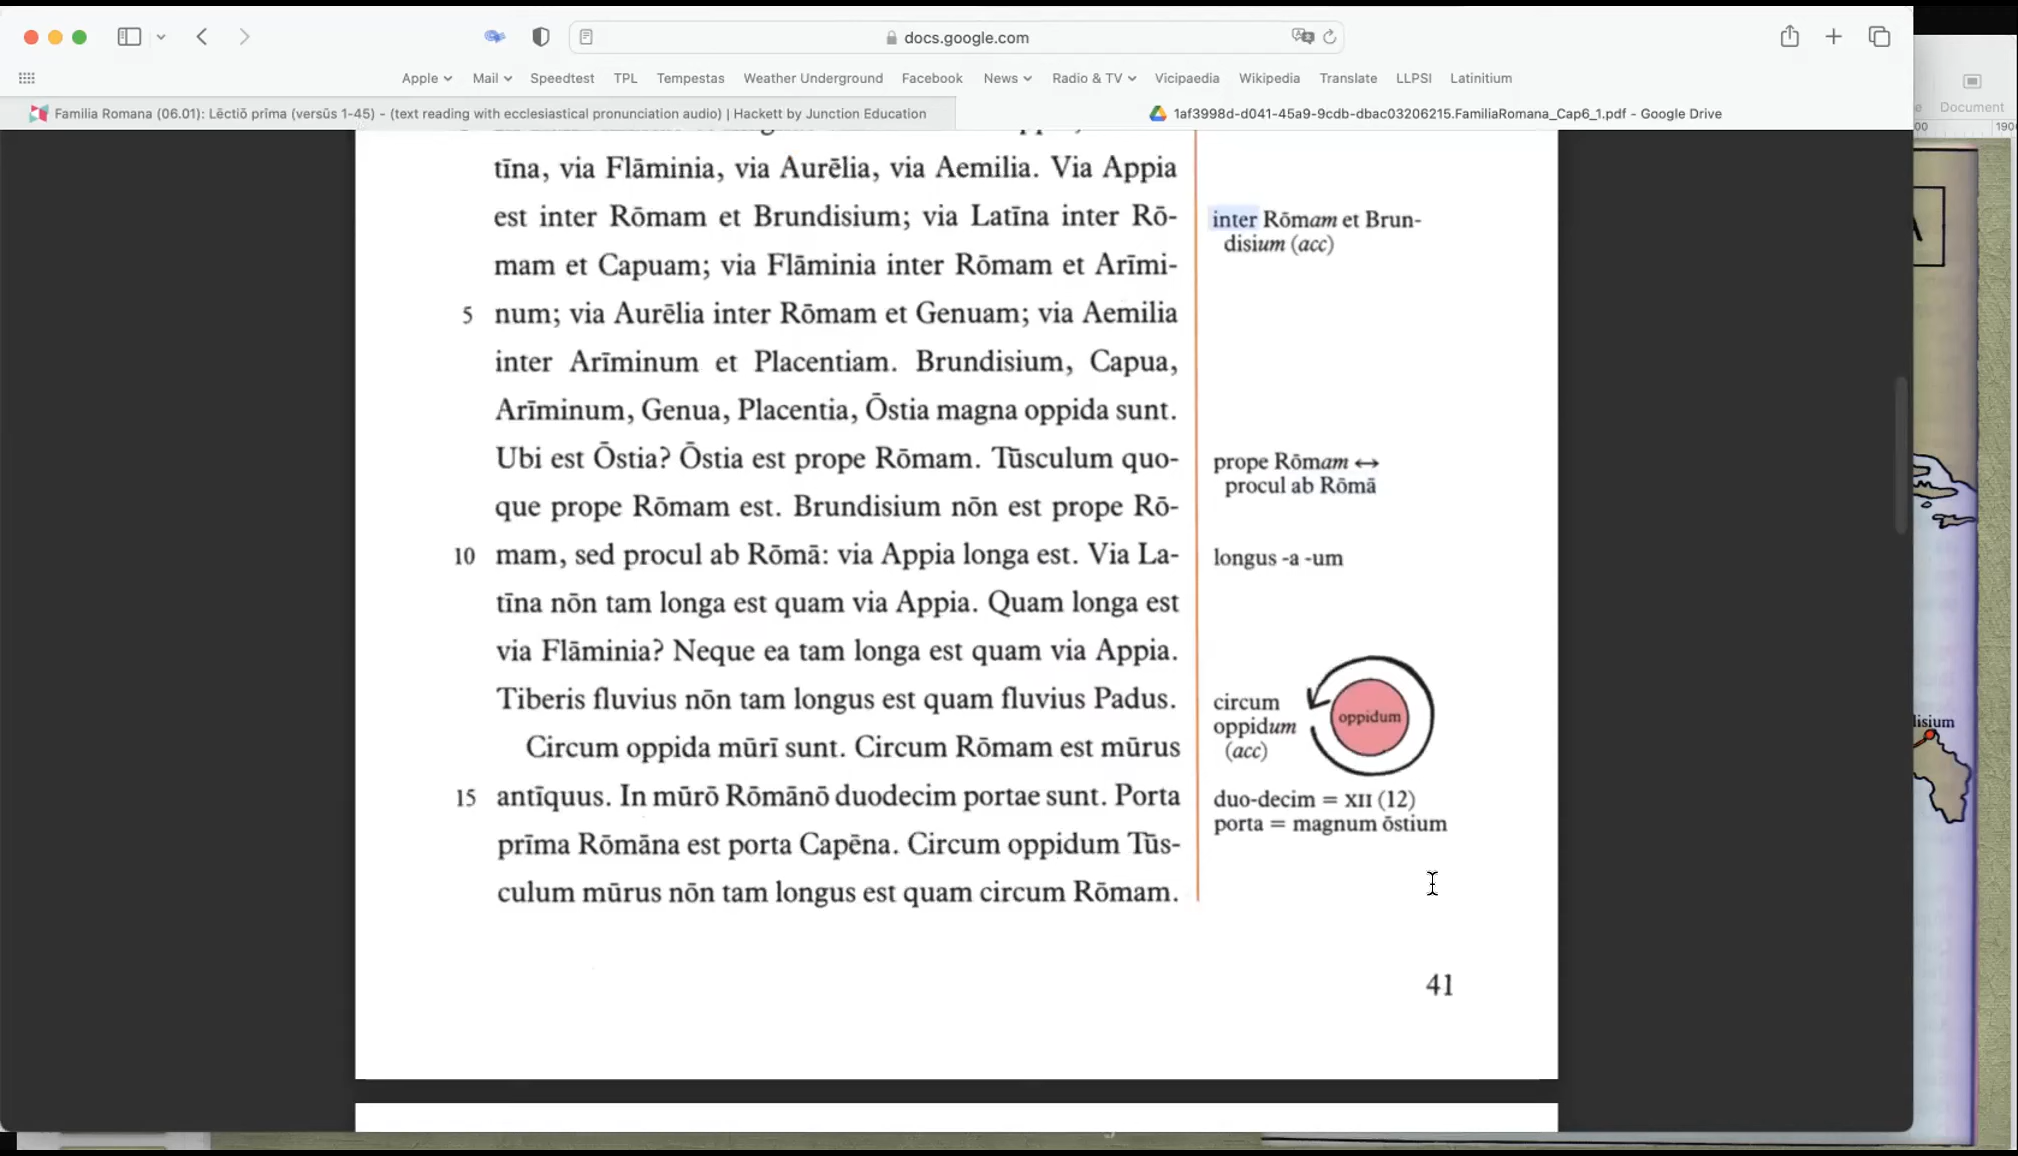 docs.google.com
Apple Mail Speedtest TPL Tempestas Weather Underground Facebook News Radio & TV Vicipaedia Wikipedia Translate LLPSI Latinitium
Familia Romana (06.01): Lēctiō prīma (versūs 1-45) - (text reading with ecclesiastical pronunciation audio) | Hackett by Junction Education
1af3998d-d041-45a9-9cdb-dbac03206215.FamiliaRomana_Cap6_1.pdf - Google Drive
Document
1900
tīna, via Flāminia, via Aurēlia, via Aemilia. Via Appia
est inter Rōmam et Brundisium; via Latīna inter Rō-
mam et Capuam; via Flāminia inter Rōmam et Arīmi-
5 num; via Aurēlia inter Rōmam et Genuam; via Aemilia
inter Arīminum et Placentiam. Brundisium, Capua,
Arīminum, Genua, Placentia, Ōstia magna oppida sunt.
Ubi est Ōstia? Ōstia est prope Rōmam. Tūsculum quo-
que prope Rōmam est. Brundisium nōn est prope Rō-
10 mam, sed procul ab Rōmā: via Appia longa est. Via La-
tīna nōn tam longa est quam via Appia. Quam longa est
via Flāminia? Neque ea tam longa est quam via Appia.
Tiberis fluvius nōn tam longus est quam fluvius Padus.
Circum oppida mūrī sunt. Circum Rōmam est mūrus
15 antīquus. In mūrō Rōmānō duodecim portae sunt. Porta
prīma Rōmāna est porta Capēna. Circum oppidum Tūs-
culum mūrus nōn tam longus est quam circum Rōmam.
inter Rōmam et Brun-
disium (acc)
prope Rōmam ↔
procul ab Rōmā
longus -a -um
circum
oppidum
(acc)
oppidum
duo-decim = XII (12)
porta = magnum ōstium
41
lisium